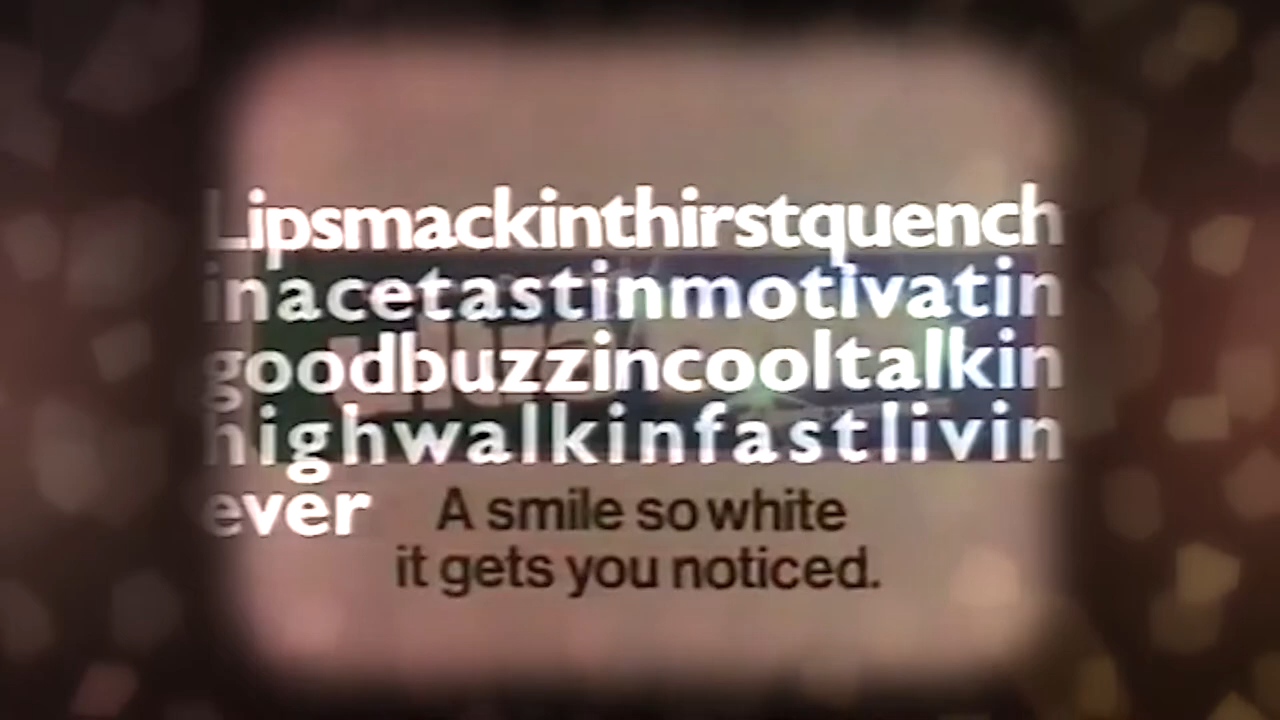 Lipsmackinthirstquench
inacetastinmotivatin
goodbuzzincooltalkin
highwalkinfastlivin
ever
A smile so white
it gets you noticed.